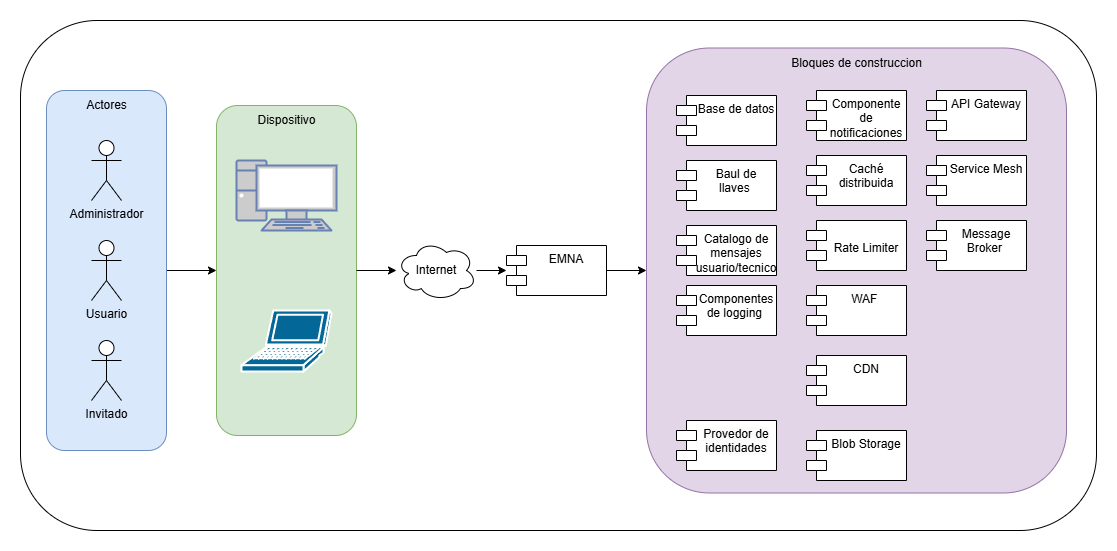 Actores
Administrador
Usuario
Invitado
Dispositivo
Internet
EMNA
Bloques de construccion
Base de datos
Baul de
llaves
Catalogo de
mensajes
usuario/tecnico
Componentes
de logging
Provedor de
identidades
Componente
de
notificaciones
Caché
distribuida
Rate Limiter
WAF
CDN
Blob Storage
API Gateway
Service Mesh
Message
Broker